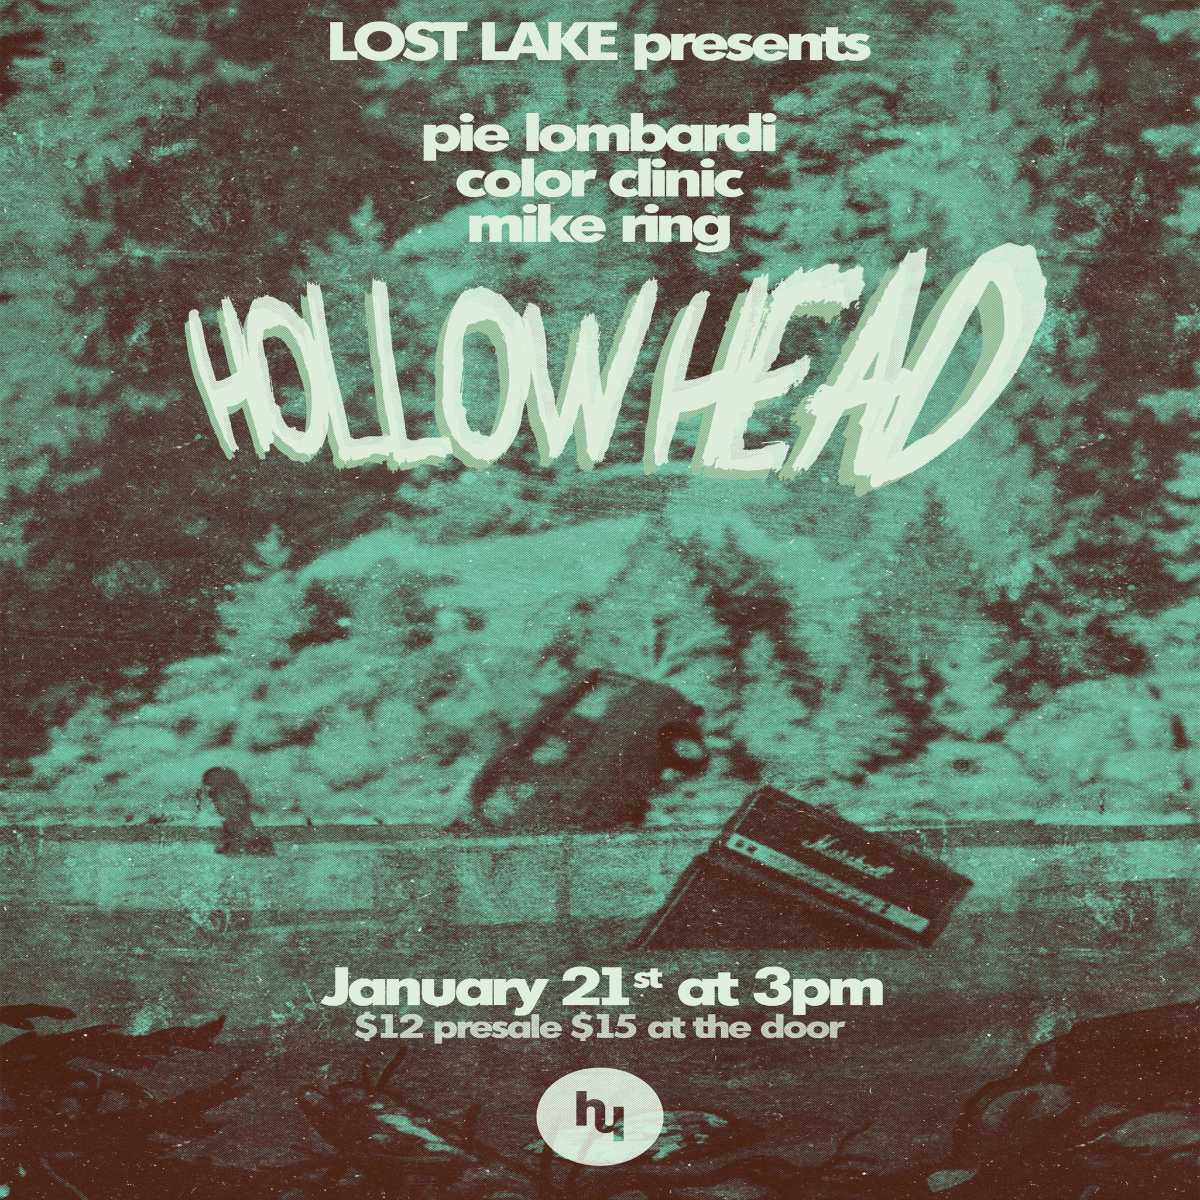 LOST LAKE presents
pie lombardi
color clinic
mike ring
HOLLOW HEAD
Marshall
January 21st at 3pm
$12 presale $15 at the door